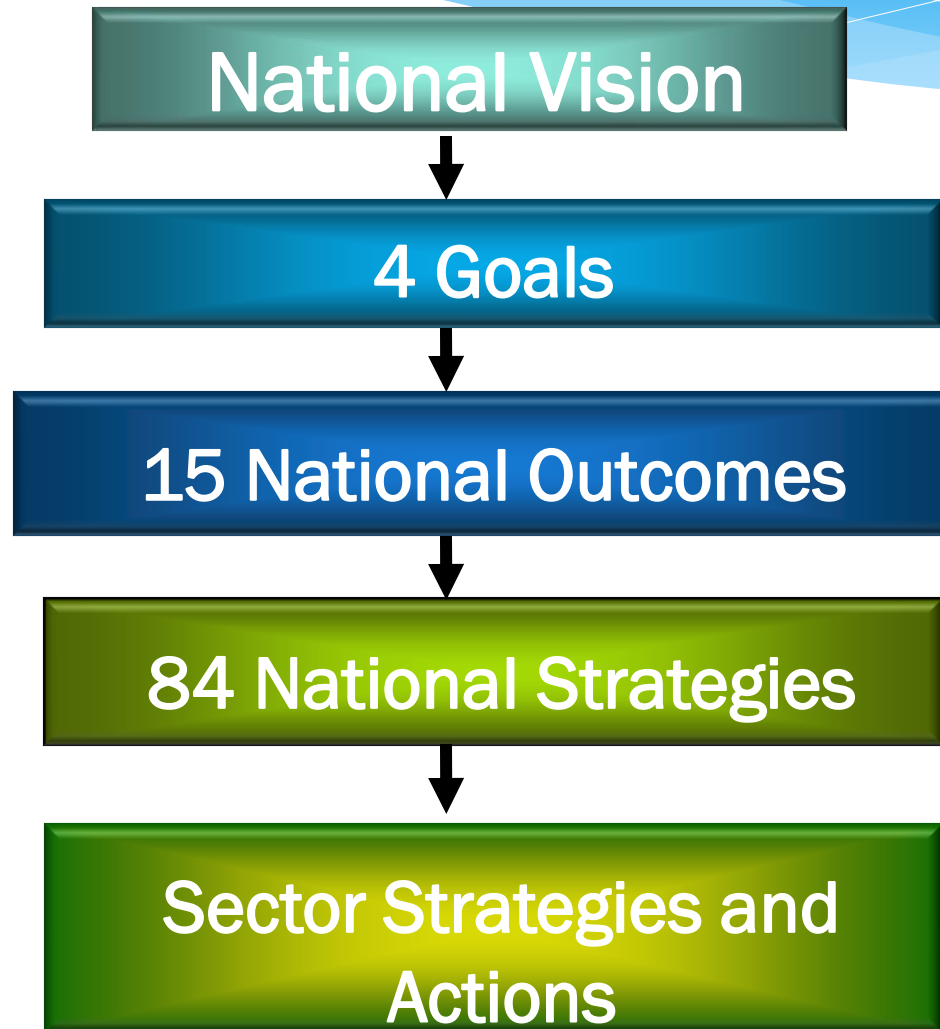 National Vision
4 Goals
15 National Outcomes
84 National Strategies
Sector Strategies and
Actions